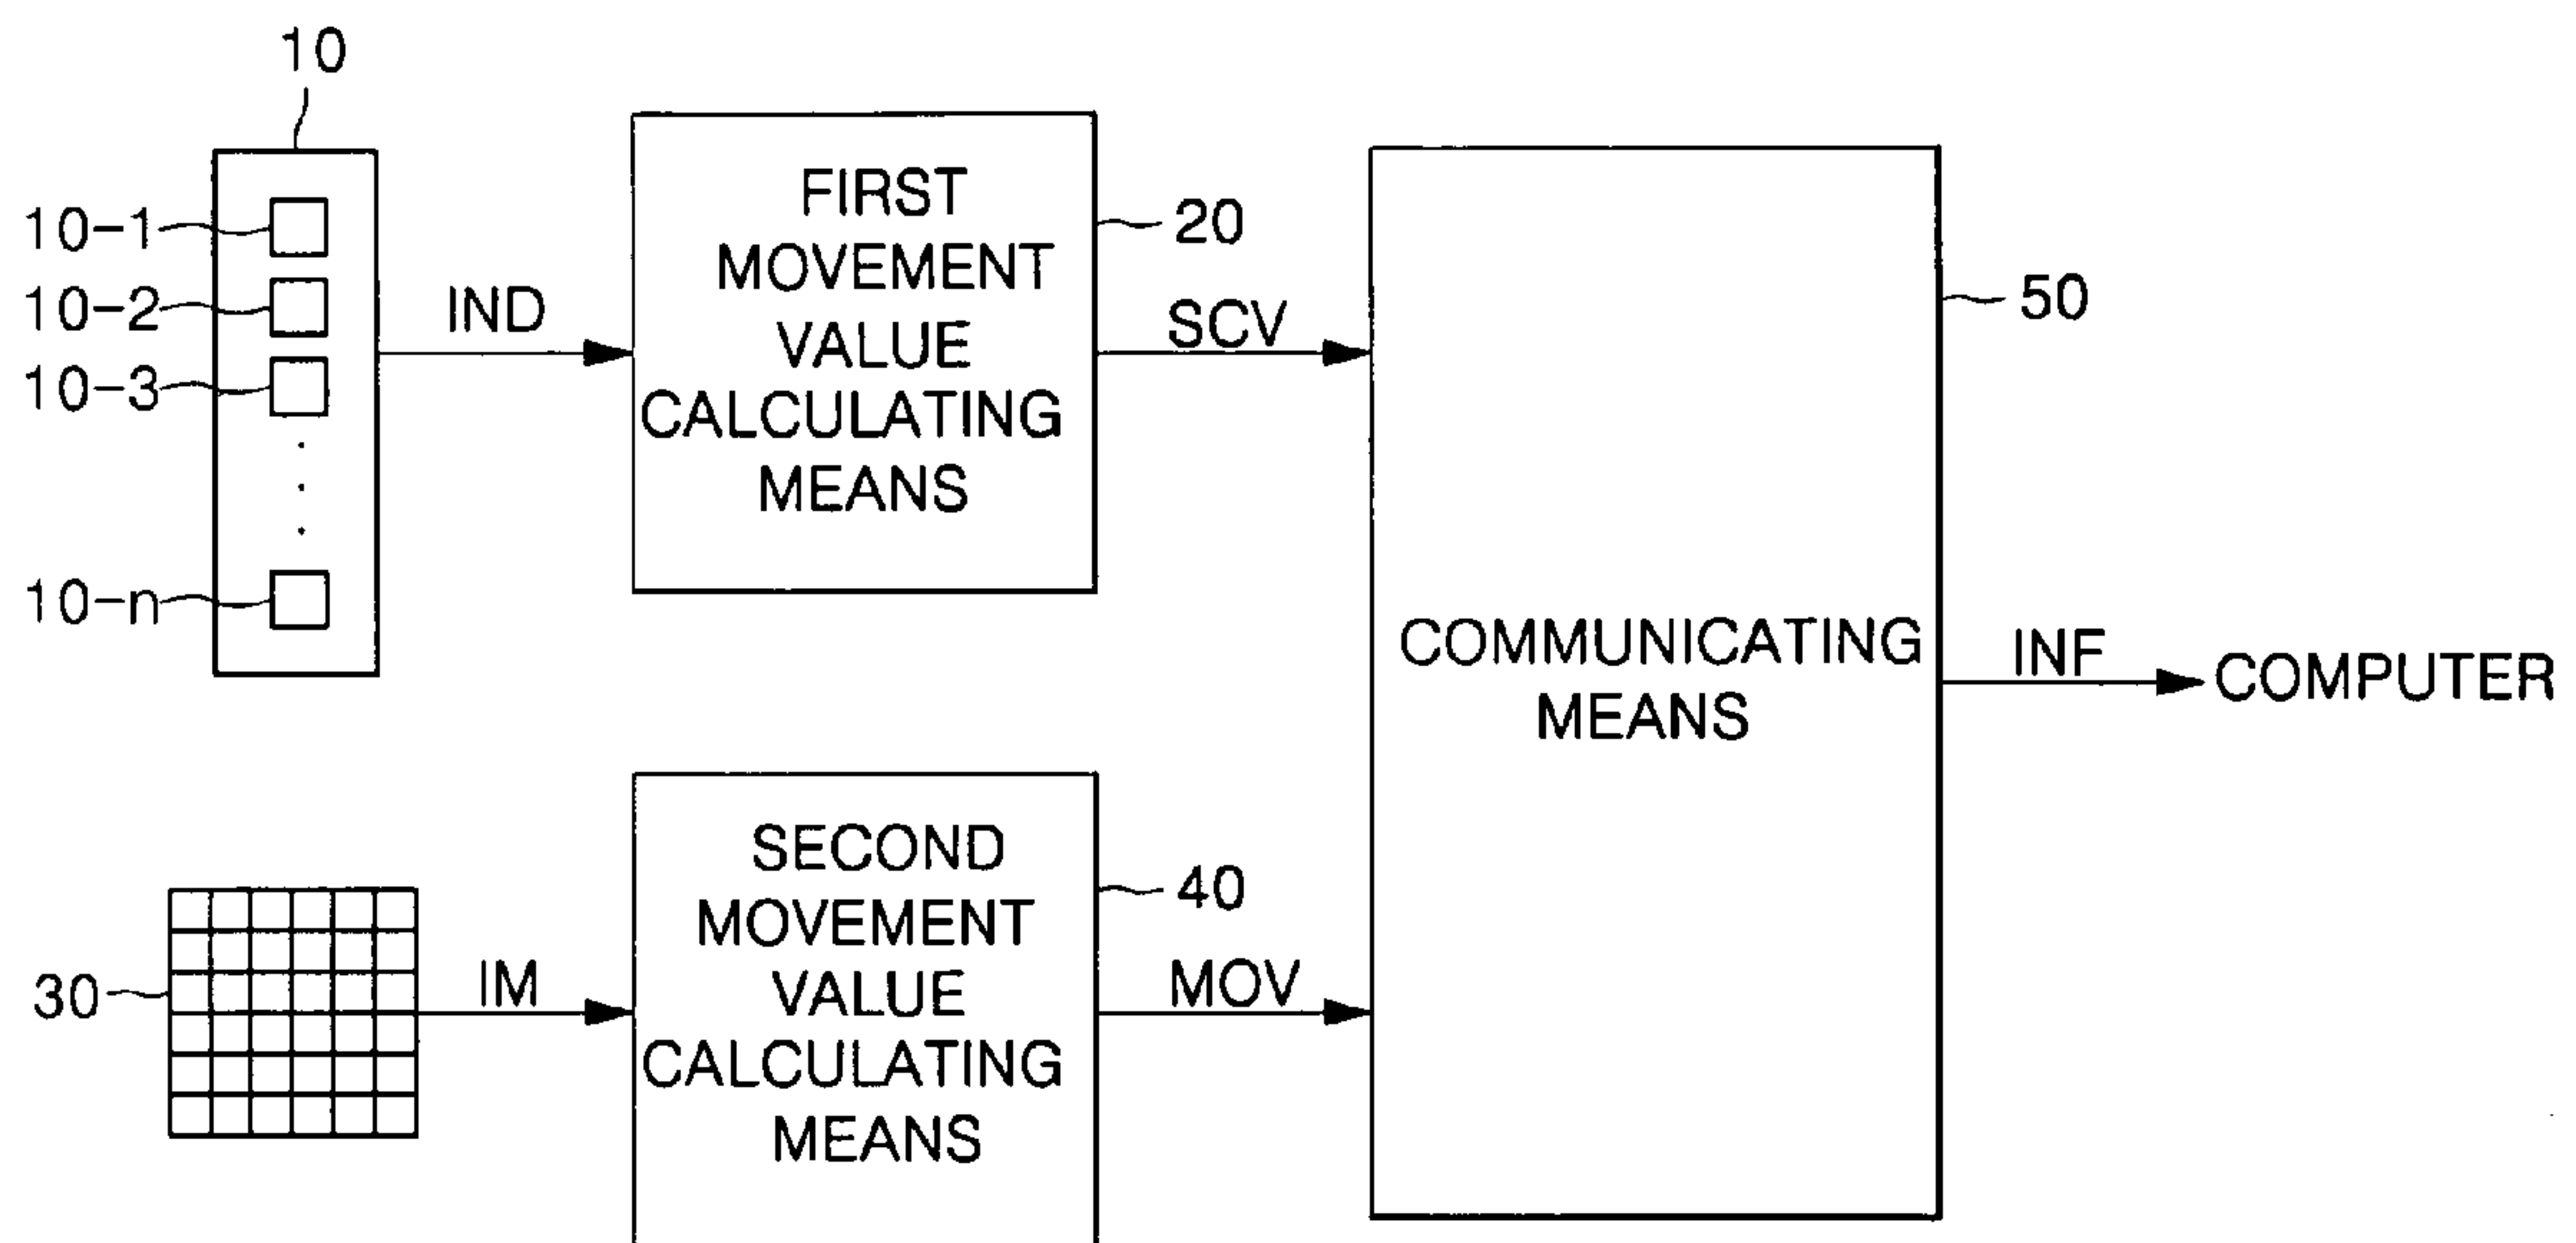 10
10-1
10-2
10-3
10-n
IND
FIRST
MOVEMENT
VALUE
CALCULATING
MEANS
20
SCV
30
IM
SECOND
MOVEMENT
VALUE
CALCULATING
MEANS
40
MOV
COMMUNICATING
MEANS
50
INF
COMPUTER